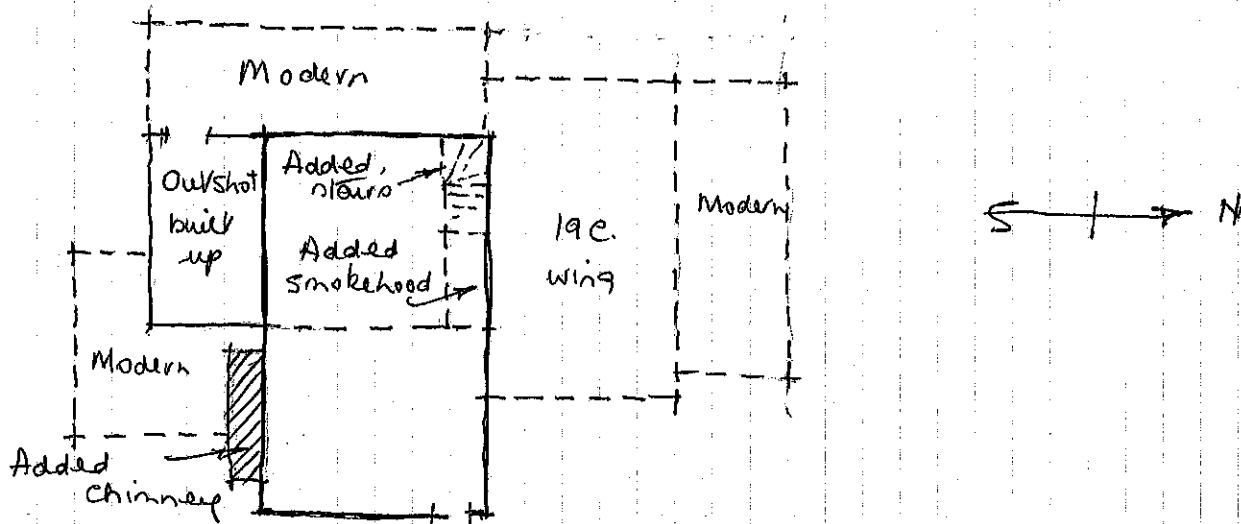 Modern
Added
stairs
Outshot
built
up
Added
smokehood
19c.
wing
Modern
S N
Modern
Added
chimney